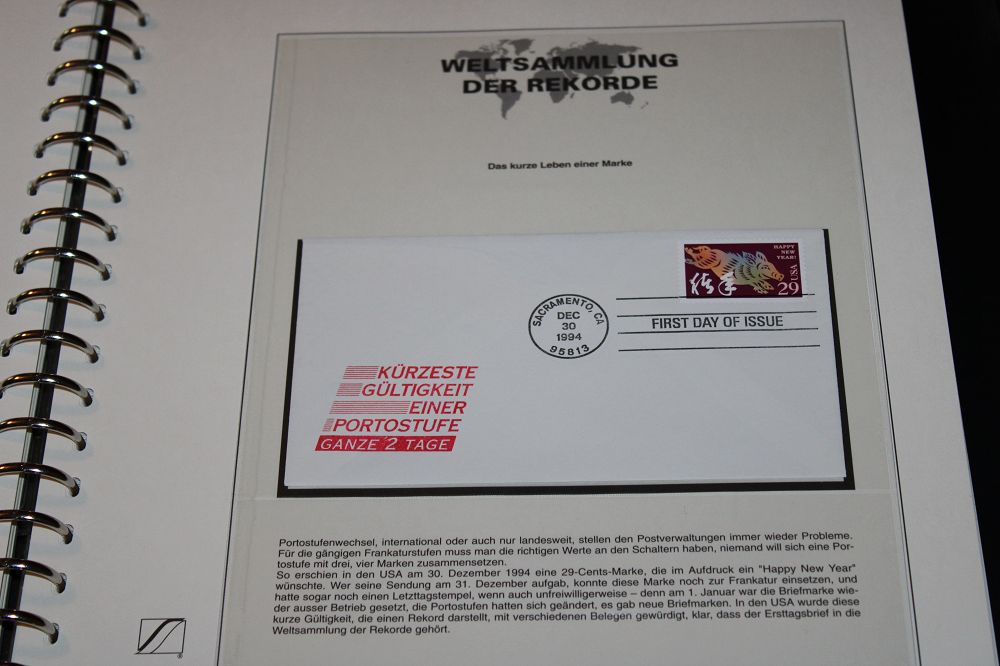 WELTSAMMLUNG
DER REKORDE
Das kurze Leben einer Marke
HAPPY
NEW
YEAR!
USA
29
SACRAMENTO, CA
DEC
30
1994
95813
FIRST DAY OF ISSUE
KÜRZESTE
GÜLTIGKEIT
EINER
PORTOSTUFE
GANZE 2 TAGE
Portostufenwechsel, international oder auch nur landesweit, stellen den Postverwaltungen immer wieder Probleme.
Für die gängigen Frankaturstufen muss man die richtigen Werte an den Schaltern haben, niemand will sich eine Por-
tostufe mit drei, vier Marken zusammensetzen.
So erschien in den USA am 30. Dezember 1994 eine 29-Cents-Marke, die im Aufdruck ein "Happy New Year"
wünschte. Wer seine Sendung am 31. Dezember aufgab, konnte diese Marke noch zur Frankatur einsetzen, und
hatte sogar noch einen Letzttagstempel, wenn auch unfreiwilligerweise – denn am 1. Januar war die Briefmarke wie-
der ausser Betrieb gesetzt, die Portostufen hatten sich geändert, es gab neue Briefmarken. In den USA wurde diese
kurze Gültigkeit, die einen Rekord darstellt, mit verschiedenen Belegen gewürdigt, klar, dass der Ersttagsbrief in die
Weltsammlung der Rekorde gehört.